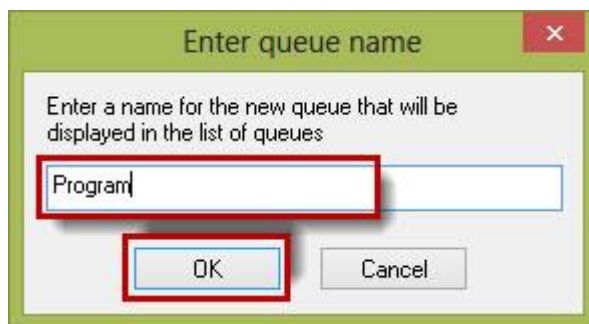 Enter queue name
Enter a name for the new queue that will be
displayed in the list of queues
Program
OK Cancel